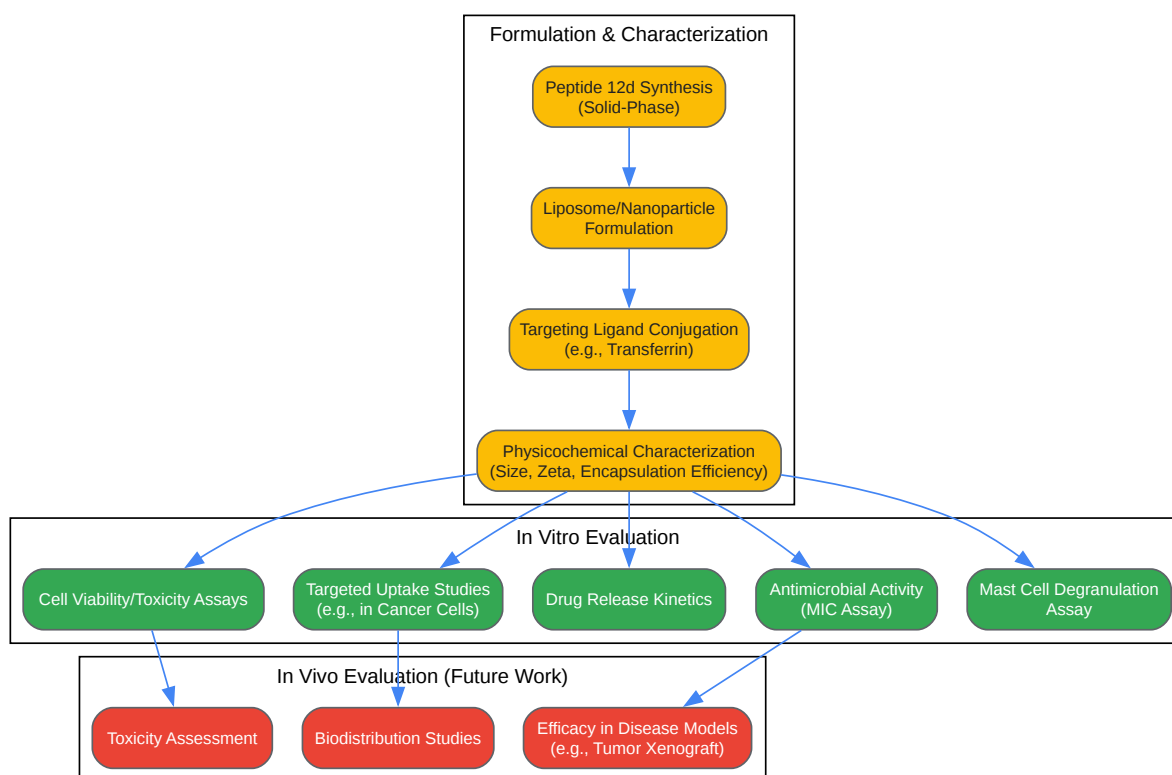 Formulation & Characterization
Peptide 12d Synthesis
(Solid-Phase)
Liposome/Nanoparticle
Formulation
Targeting Ligand Conjugation
(e.g., Transferrin)
Physicochemical Characterization
(Size, Zeta, Encapsulation Efficiency)
In Vitro Evaluation
Cell Viability/Toxicity Assays
Targeted Uptake Studies
(e.g., in Cancer Cells)
Drug Release Kinetics
Antimicrobial Activity
(MIC Assay)
Mast Cell Degranulation
Assay
In Vivo Evaluation (Future Work)
Toxicity Assessment
Biodistribution Studies
Efficacy in Disease Models
(e.g., Tumor Xenograft)